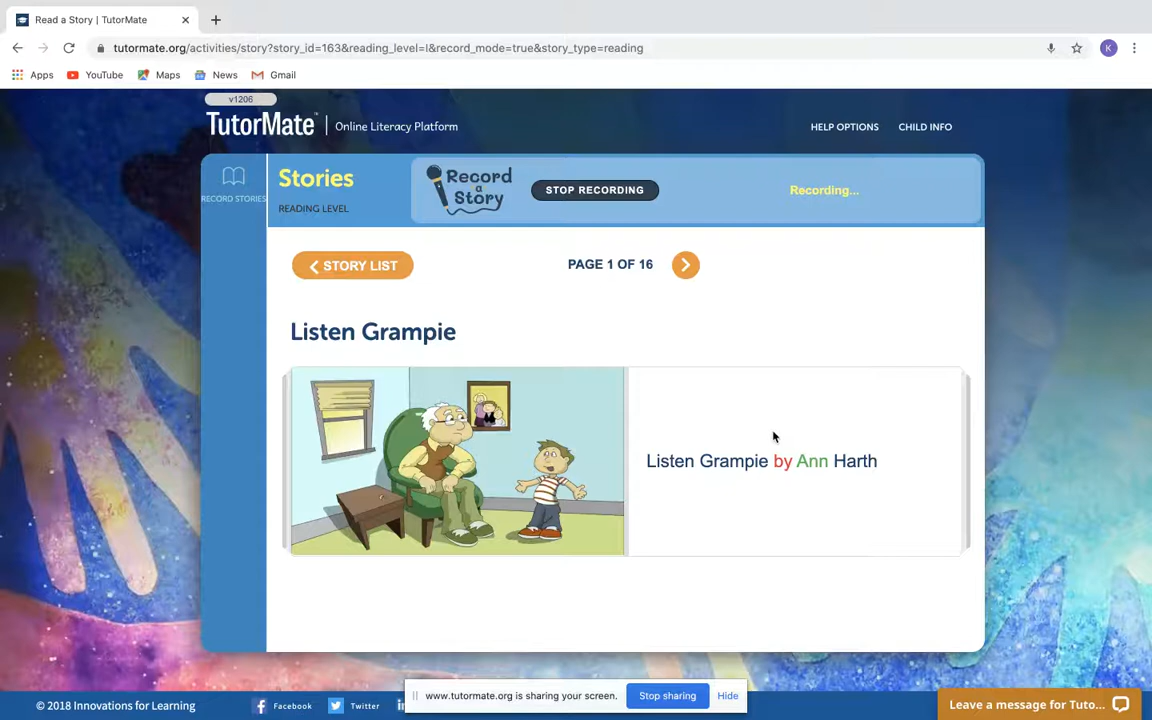 Read a Story | TutorMate
tutormate.org/activities/story?story_id=163&reading_level=I&record_mode=true&story_type=reading
K
Apps YouTube Maps News Gmail
v1206
TutorMate™ | Online Literacy Platform
HELP OPTIONS CHILD INFO
RECORD STORIES
Stories
READING LEVEL
Record a Story
STOP RECORDING
Recording...
STORY LIST
PAGE 1 OF 16
Listen Grampie
Listen Grampie by Ann Harth
© 2018 Innovations for Learning
Facebook
Twitter
in
www.tutormate.org is sharing your screen.
Stop sharing
Hide
Leave a message for Tuto...